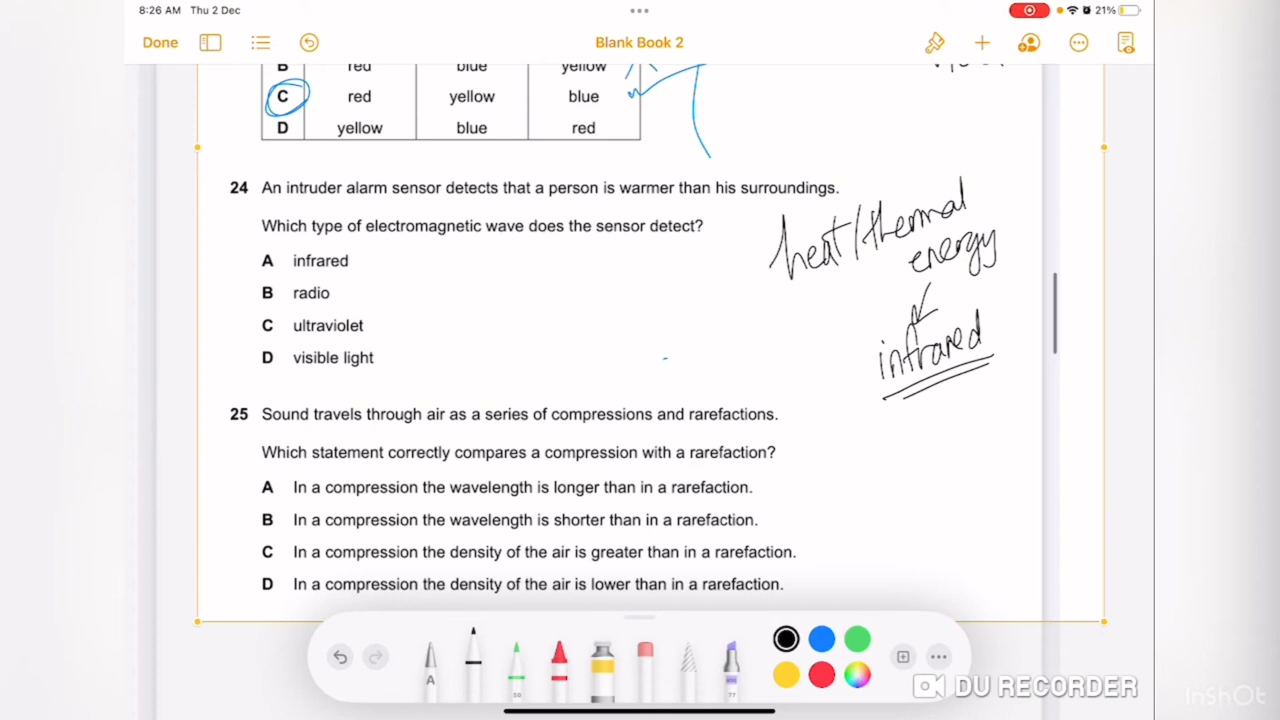 8:26 AM Thu 2 Dec
21%
Done
Blank Book 2
B red blue yellow
C red yellow blue
D yellow blue red
24 An intruder alarm sensor detects that a person is warmer than his surroundings.
Which type of electromagnetic wave does the sensor detect?
A infrared
B radio
C ultraviolet
D visible light
heat/thermal
energy
infrared
25 Sound travels through air as a series of compressions and rarefactions.
Which statement correctly compares a compression with a rarefaction?
A In a compression the wavelength is longer than in a rarefaction.
B In a compression the wavelength is shorter than in a rarefaction.
C In a compression the density of the air is greater than in a rarefaction.
D In a compression the density of the air is lower than in a rarefaction.
A
50
77
DU RECORDER
InShOt